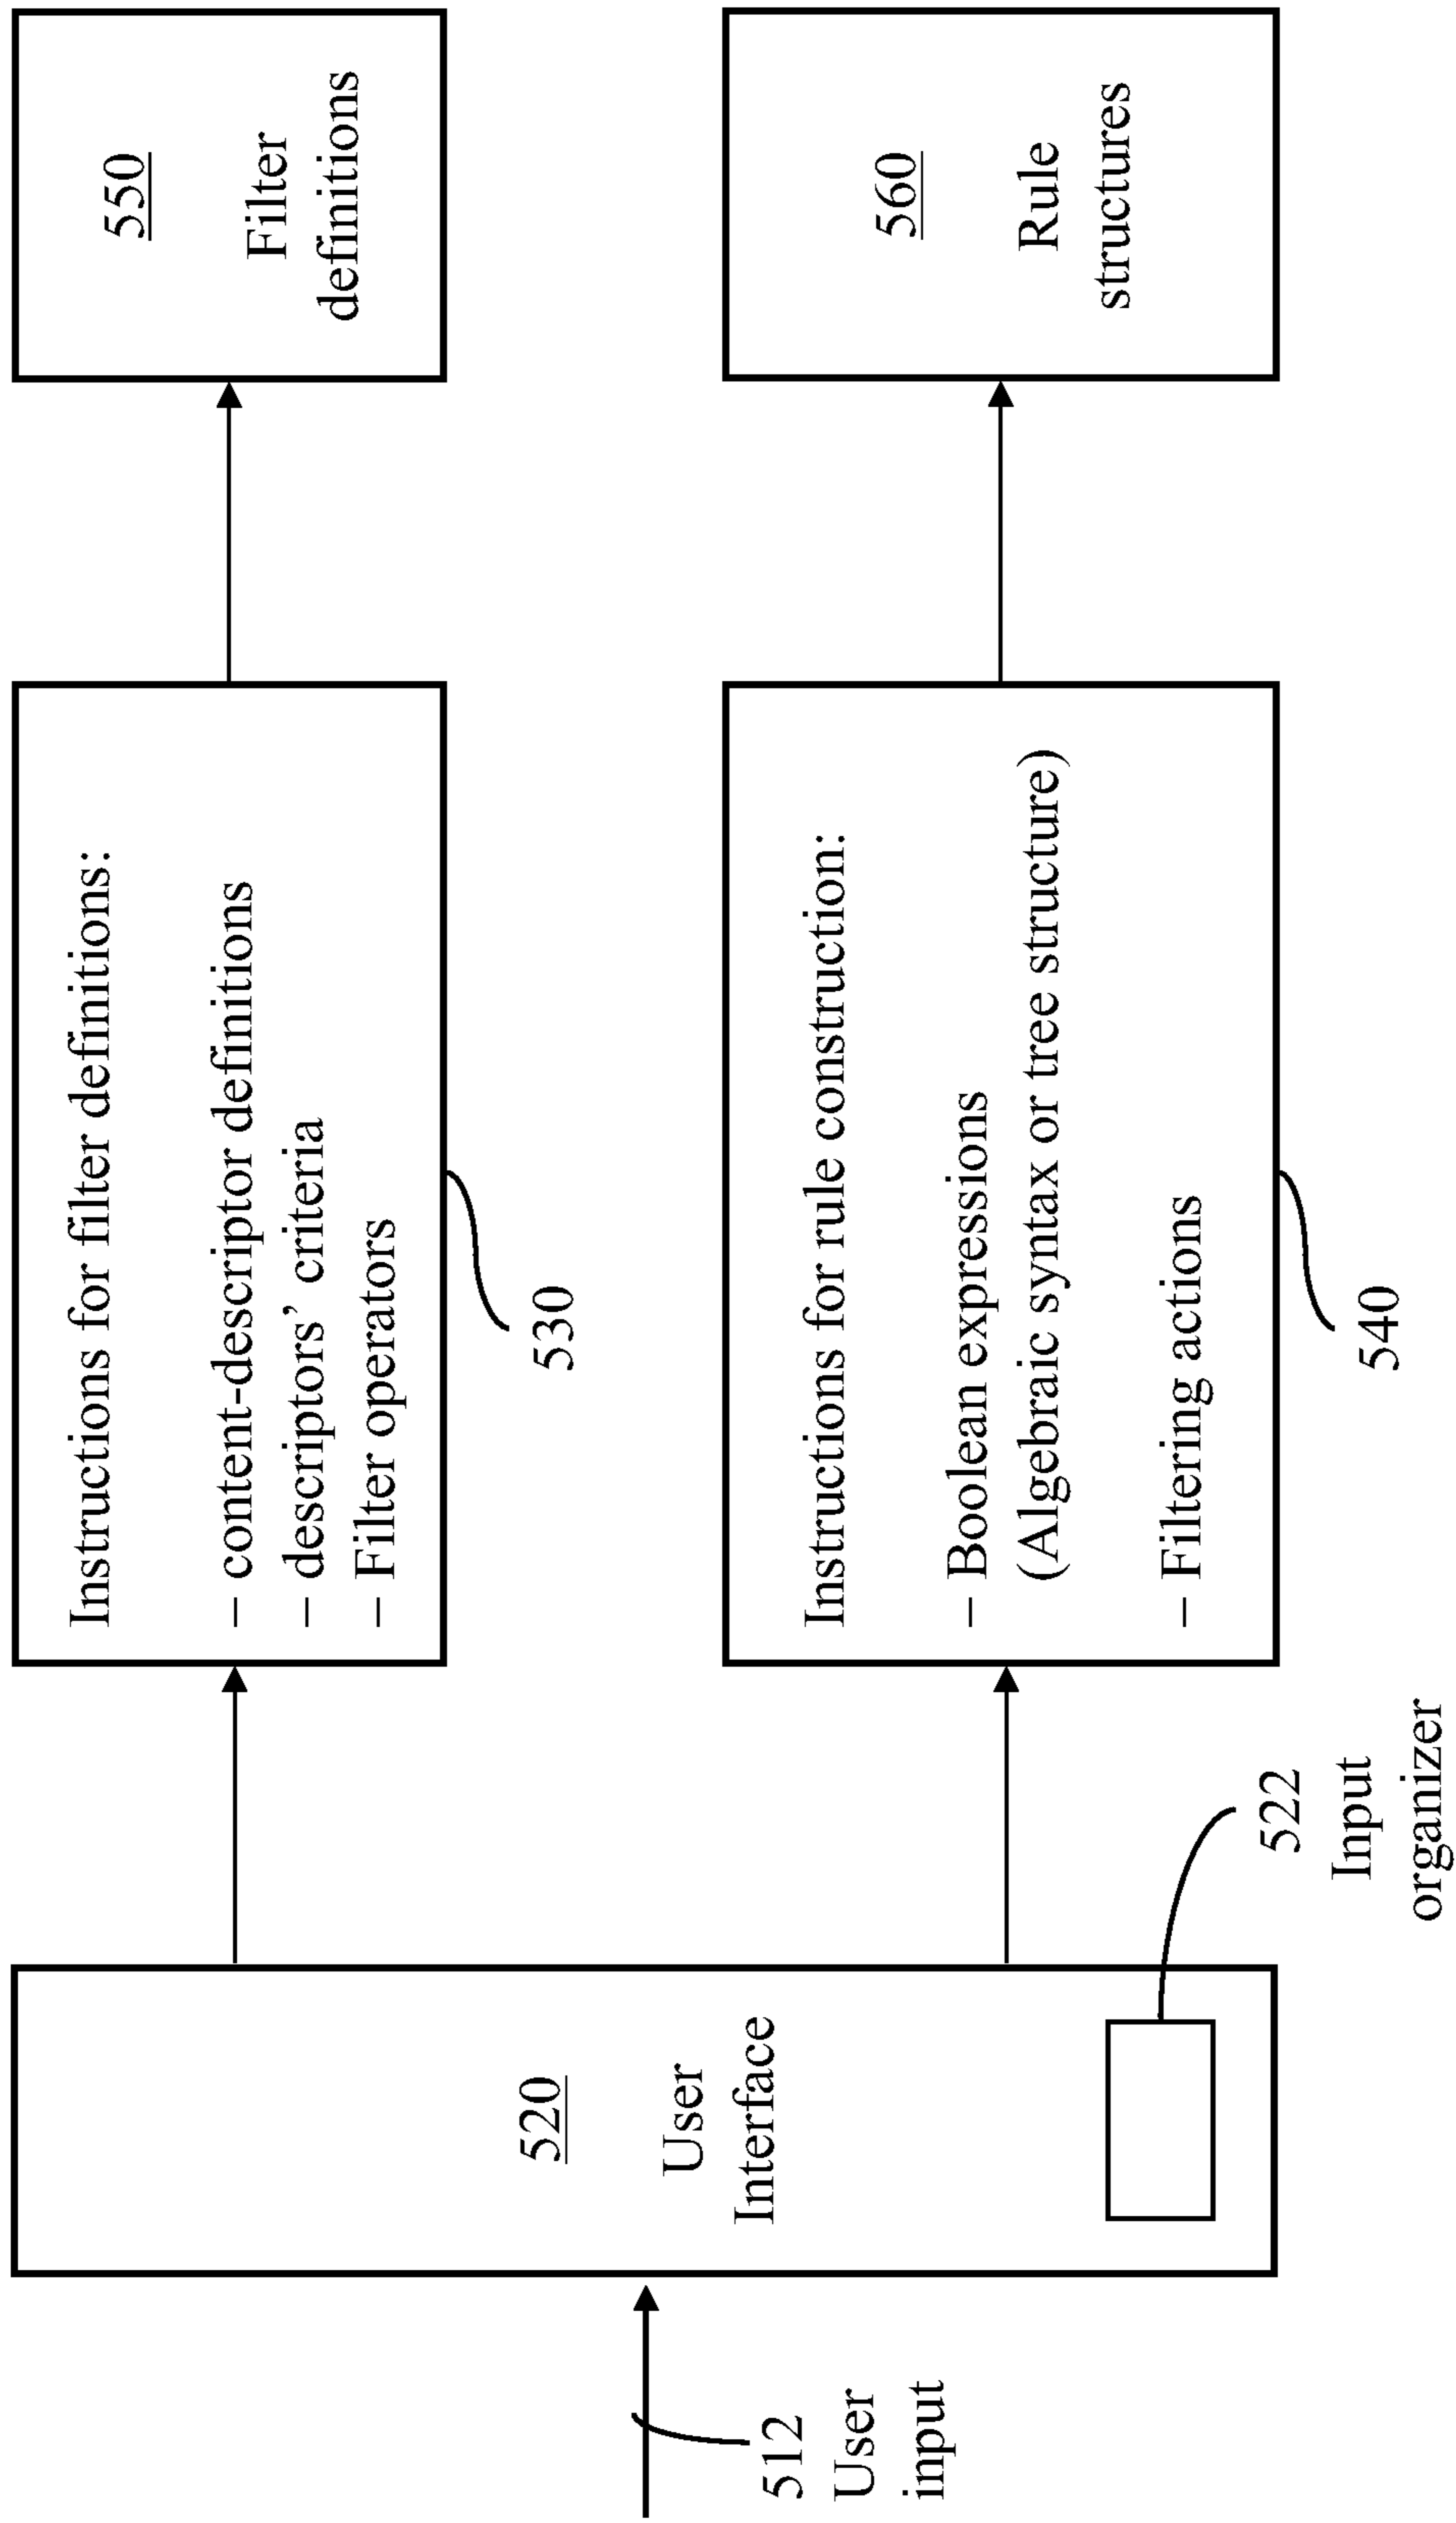 512
User
input
520
User
Interface
522
Input
organizer
Instructions for filter definitions:
– content-descriptor definitions
– descriptors’ criteria
– Filter operators
530
Instructions for rule construction:
– Boolean expressions
(Algebraic syntax or tree structure)
– Filtering actions
540
550
Filter
definitions
560
Rule
structures